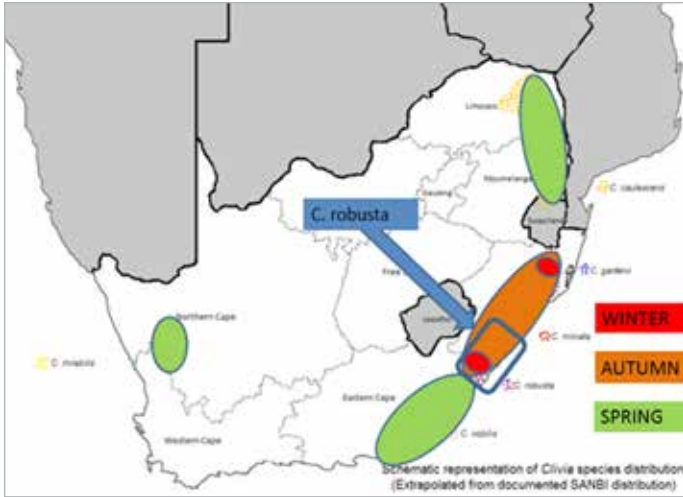 Limpopo
Mpumalanga
C. caulescens
Gauteng
Swaziland
C. robusta
C. gardenii
Free
Lesotho
WINTER
Northern Cape
C. miniata
C. mirabilis
AUTUMN
C. robusta
Eastern Cape
SPRING
Western Cape
C. nobilis
Schematic representation of Clivia species distribution
(Extrapolated from documented SANBI distribution)